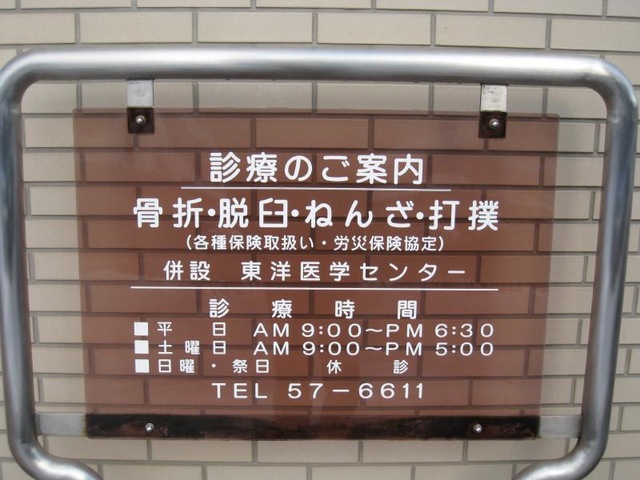 診療のご案内
骨折・脱臼・ねんざ・打撲
(各種保険取扱い・労災保険協定)
併設 東洋医学センター
診療時間
■平 日 AM 9:00～PM 6:30
■土曜日 AM 9:00～PM 5:00
■日曜・祭日 休 診
TEL 57－6611